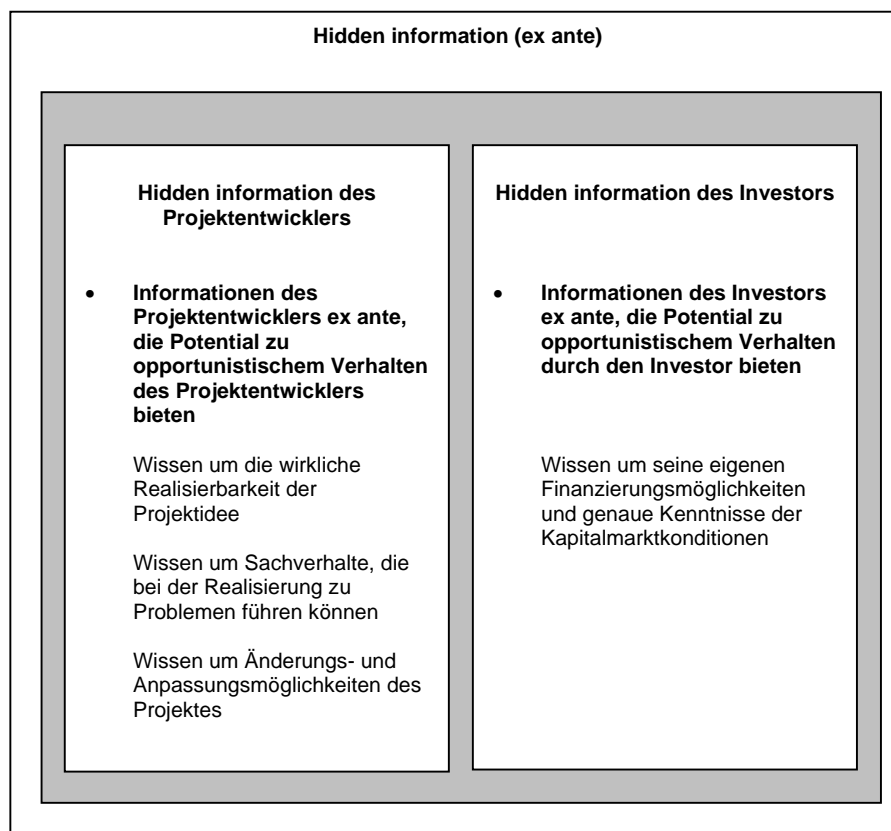 Hidden information (ex ante)
Hidden information des
Projektentwicklers
• Informationen des
Projektentwicklers ex ante,
die Potential zu
opportunistischem Verhalten
des Projektentwicklers
bieten
Wissen um die wirkliche
Realisierbarkeit der
Projektidee
Wissen um Sachverhalte, die
bei der Realisierung zu
Problemen führen können
Wissen um Änderungs- und
Anpassungsmöglichkeiten des
Projektes
Hidden information des Investors
• Informationen des Investors
ex ante, die Potential zu
opportunistischem Verhalten
durch den Investor bieten
Wissen um seine eigenen
Finanzierungsmöglichkeiten
und genaue Kenntnisse der
Kapitalmarktkonditionen